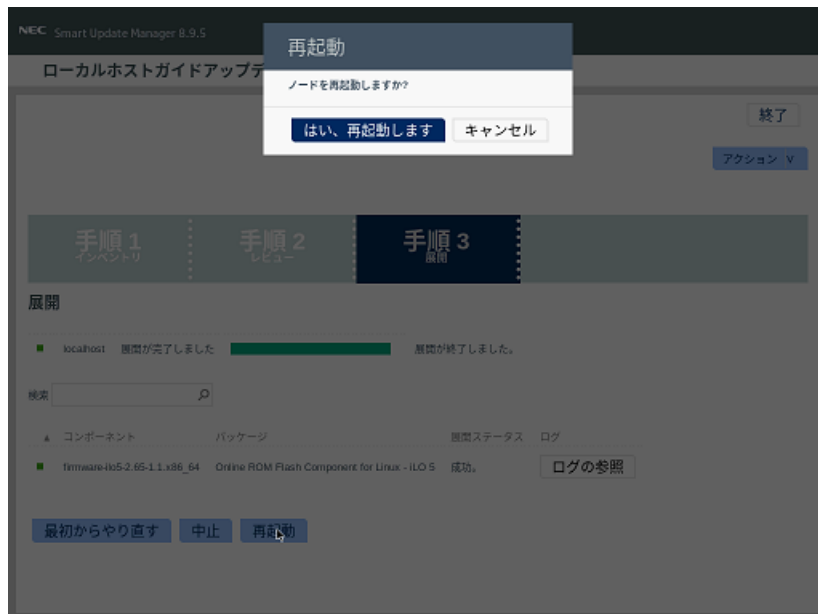 NEC Smart Update Manager 8.9.5
再起動
ローカルホストガイドアップデ
ノードを再起動しますか?
はい、再起動します キャンセル
終了
アクション ∨
手順 1 手順 2 手順 3
インベントリ レビュー 展開
展開
localhost 展開が完了しました 展開が終了しました。
検索
コンポーネント パッケージ 展開ステータス ログ
firmware-ilo5-2.65-1.1.x86_64 Online ROM Flash Component for Linux - iLO 5 成功。 ログの参照
最初からやり直す 中止 再起動